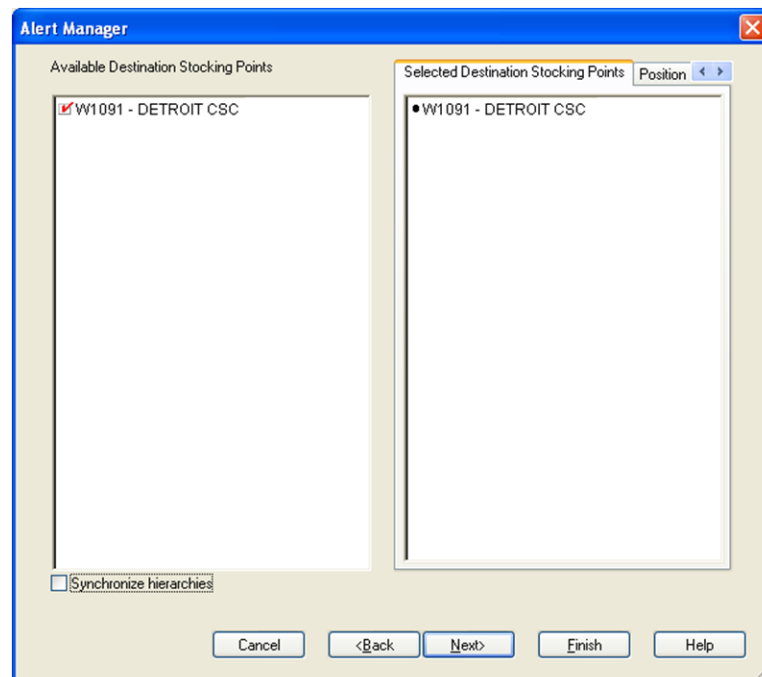 Alert Manager
Available Destination Stocking Points
Selected Destination Stocking Points
Position
W1091 - DETROIT CSC
W1091 - DETROIT CSC
Synchronize hierarchies
Cancel
<Back
Next>
Finish
Help